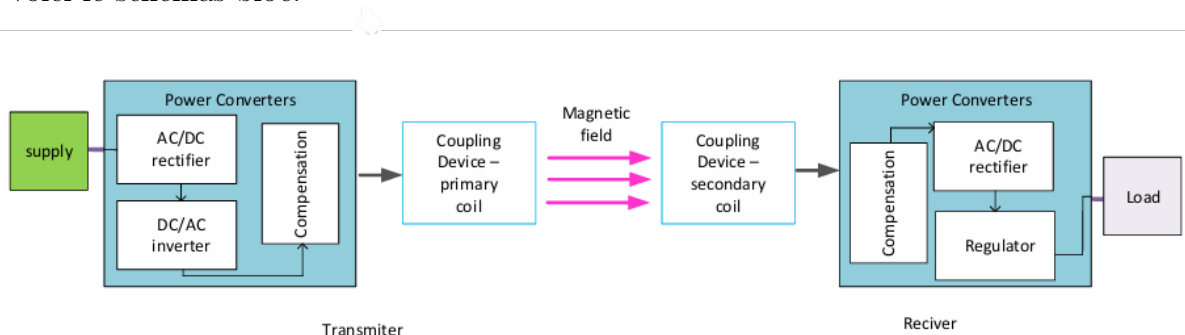 Power Converters
supply
AC/DC
rectifier
DC/AC
inverter
Compensation
Coupling
Device –
primary
coil
Magnetic
field
Coupling
Device –
secondary
coil
Power Converters
Compensation
AC/DC
rectifier
Regulator
Load
Transmiter
Reciver